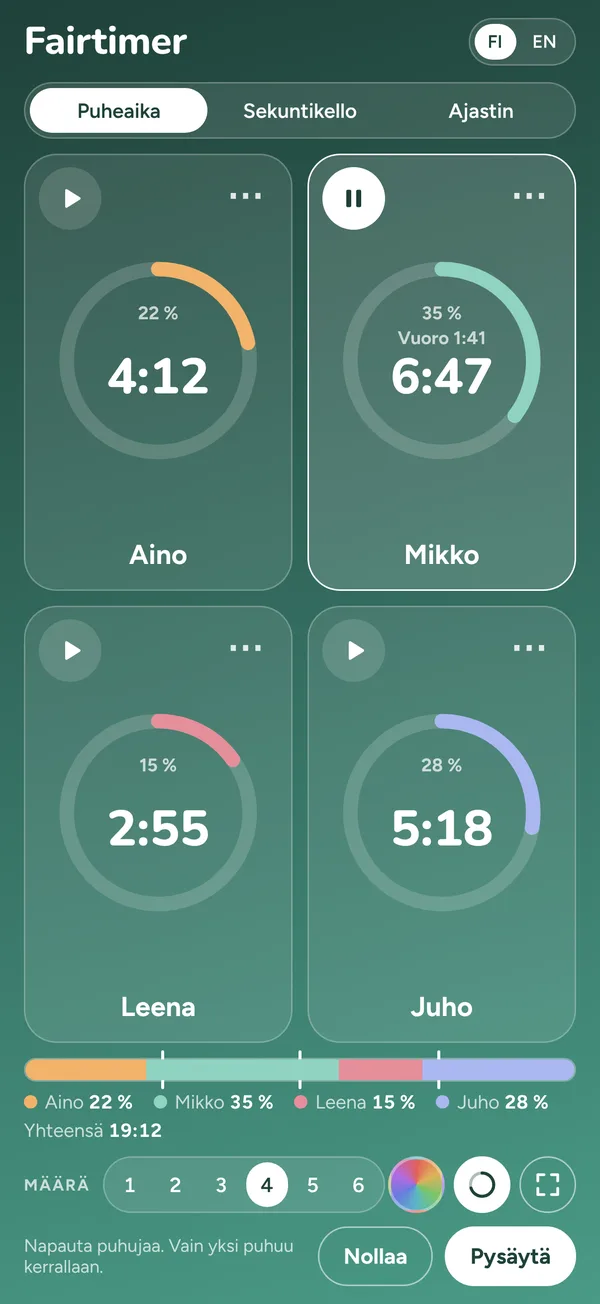 Fairtimer
FI EN
Puheaika Sekuntikello Ajastin
22 %
4:12
Aino
35 %
Vuoro 1:41
6:47
Mikko
15 %
2:55
Leena
28 %
5:18
Juho
Aino 22 % Mikko 35 % Leena 15 % Juho 28 %
Yhteensä 19:12
MÄÄRÄ 1 2 3 4 5 6
Napauta puhujaa. Vain yksi puhuu
kerrallaan.
Nollaa Pysäytä